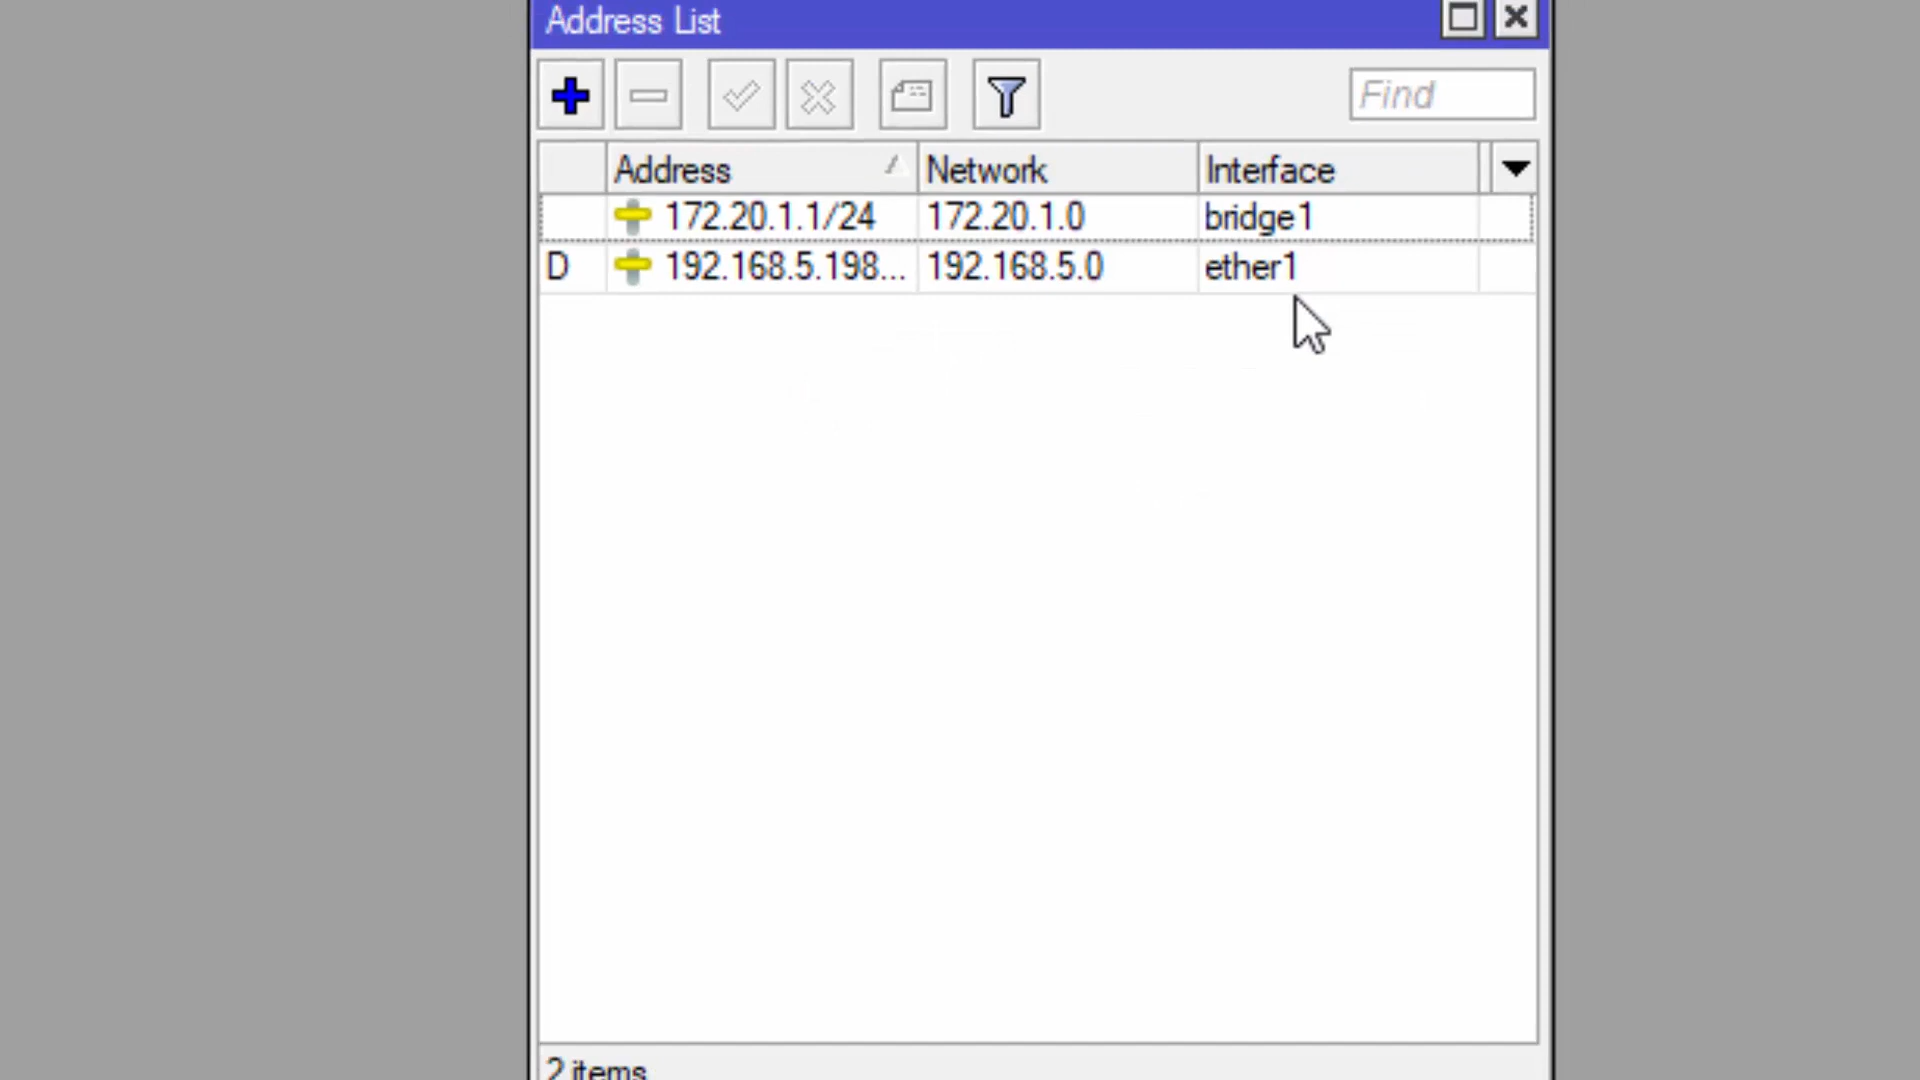 Address List
Find
Address Network Interface
172.20.1.1/24 172.20.1.0 bridge1
D 192.168.5.198... 192.168.5.0 ether1
2 items